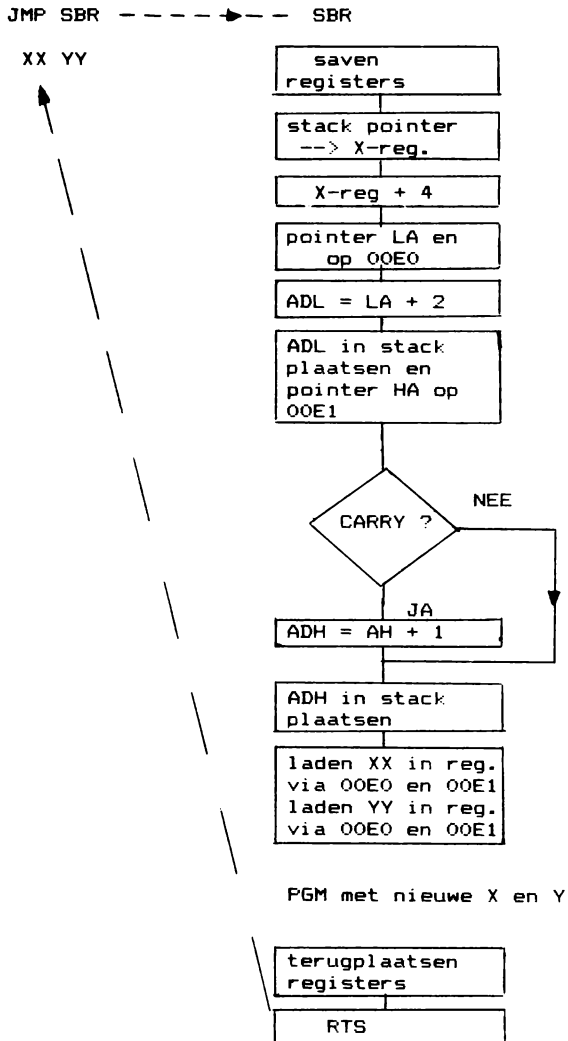 JMP SBR SBR
XX YY
saven
registers
stack pointer
--> X-reg.
X-reg + 4
pointer LA en
op 00E0
ADL = LA + 2
ADL in stack
plaatsen en
pointer HA op
00E1
CARRY ?
NEE
JA
ADH = AH + 1
ADH in stack
plaatsen
laden XX in reg.
via 00E0 en 00E1
laden YY in reg.
via 00E0 en 00E1
PGM met nieuwe X en Y
terugplaatsen
registers
RTS